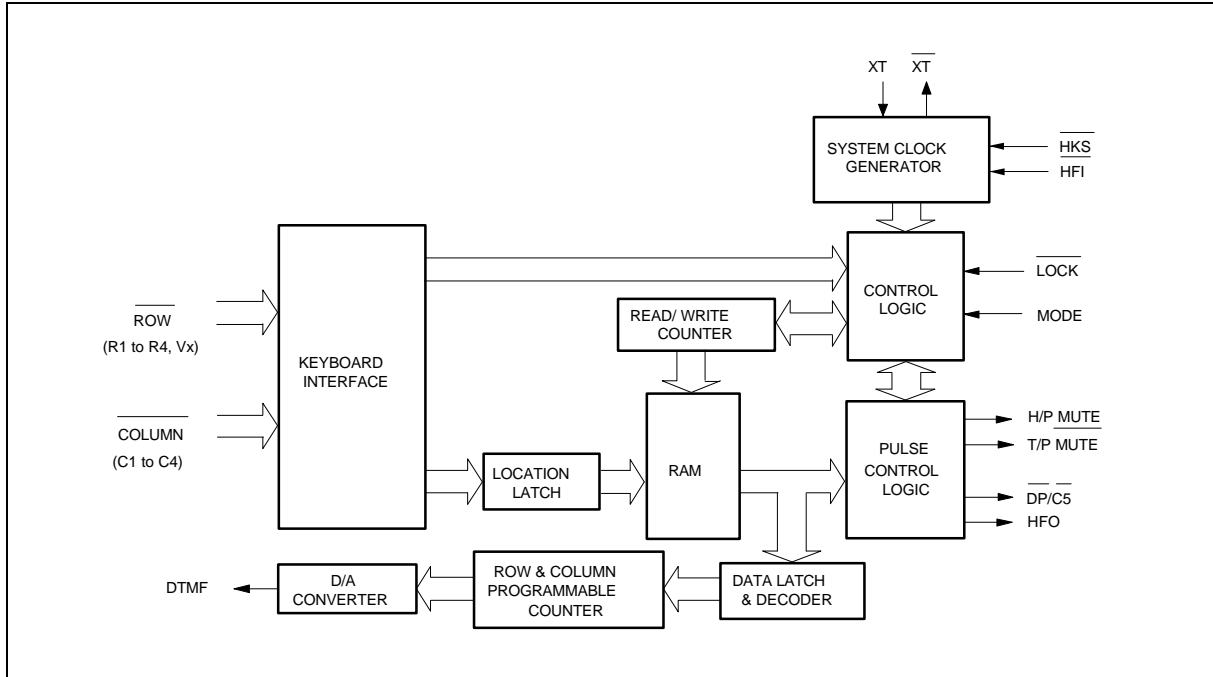 XT XT
SYSTEM CLOCK
GENERATOR
HKS
HFI
ROW
(R1 to R4, Vx)
COLUMN
(C1 to C4)
KEYBOARD
INTERFACE
READ/ WRITE
COUNTER
CONTROL
LOGIC
LOCK
MODE
LOCATION
LATCH
RAM
PULSE
CONTROL
LOGIC
H/P MUTE
T/P MUTE
DP/C5
HFO
DTMF
D/A
CONVERTER
ROW & COLUMN
PROGRAMMABLE
COUNTER
DATA LATCH
& DECODER